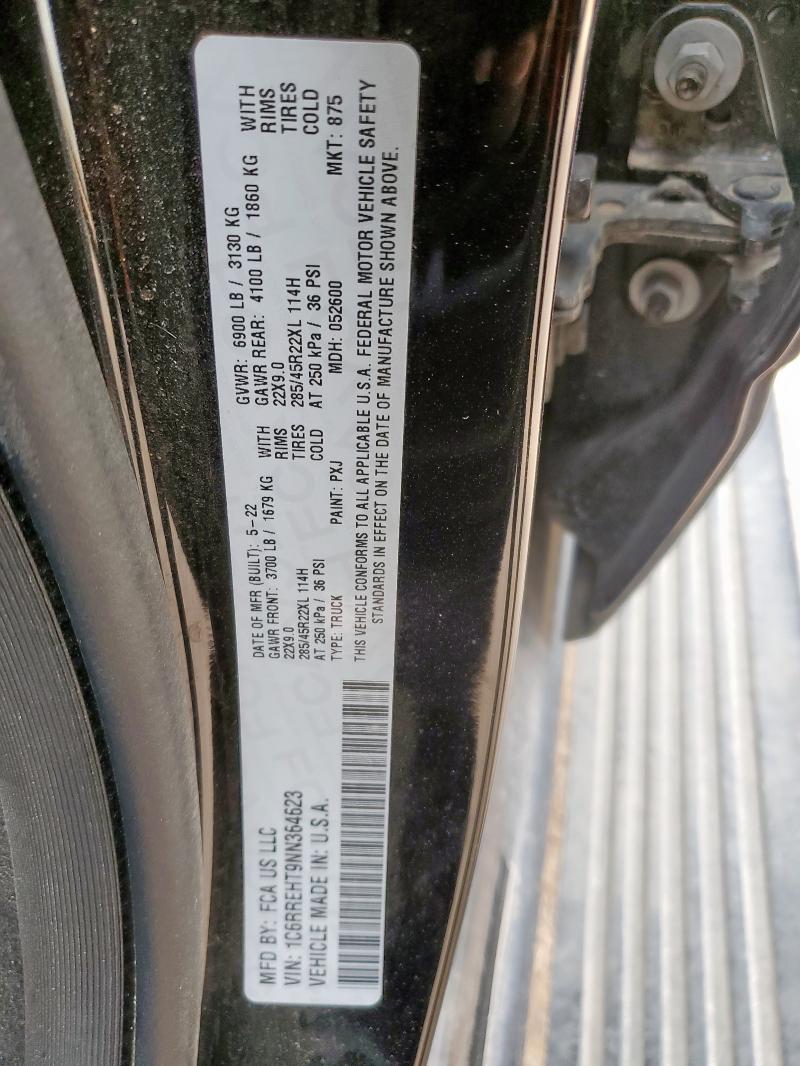 MFD BY: FCA US LLC
VIN: 1C6RREHT9NN364623
VEHICLE MADE IN: U.S.A.
DATE OF MFR (BUILT): 5-22
GAWR FRONT: 3700 LB / 1679 KG WITH
22X9.0 RIMS
285/45R22XL 114H TIRES
AT 250 kPa / 36 PSI COLD
GVWR: 6900 LB / 3130 KG
GAWR REAR: 4100 LB / 1860 KG WITH
22X9.0 RIMS
285/45R22XL 114H TIRES
AT 250 kPa / 36 PSI COLD
TYPE: TRUCK PAINT: PXJ MDH: 052600 MKT: 875
THIS VEHICLE CONFORMS TO ALL APPLICABLE U.S.A. FEDERAL MOTOR VEHICLE SAFETY
STANDARDS IN EFFECT ON THE DATE OF MANUFACTURE SHOWN ABOVE.